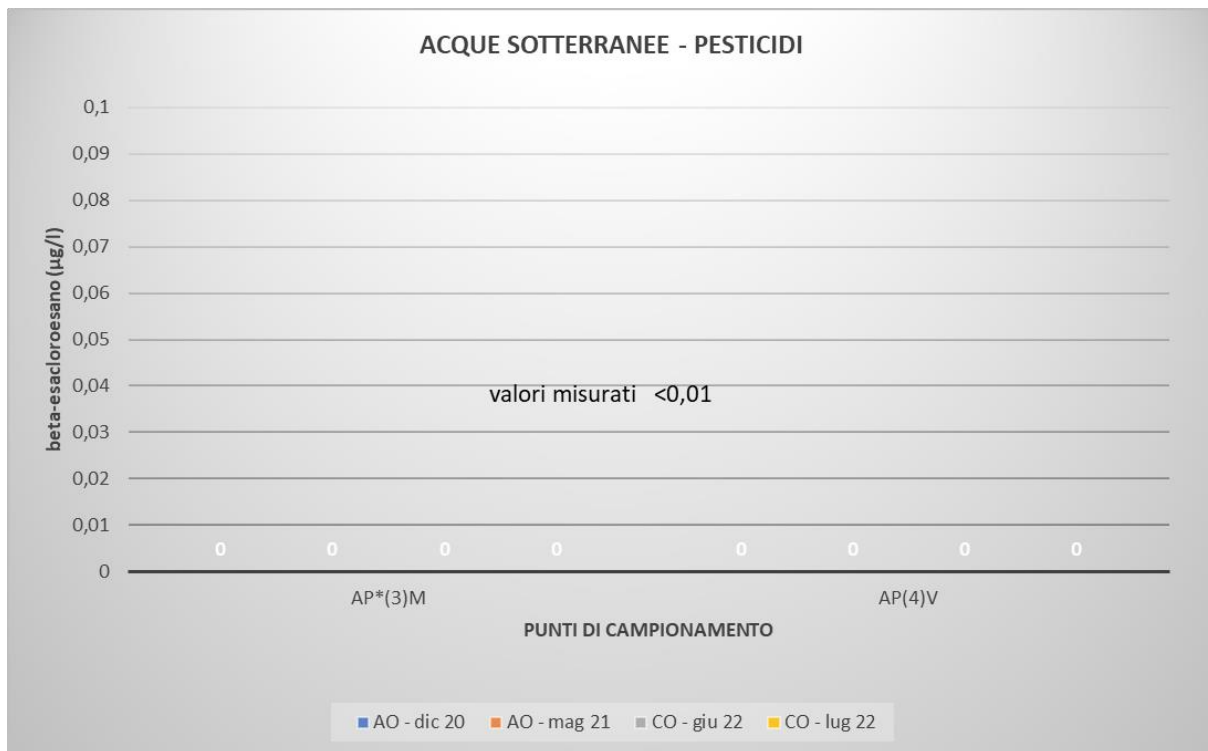 ACQUE SOTTERRANEE - PESTICIDI
beta-esacloroesano (µg/l)
0,1
0,09
0,08
0,07
0,06
0,05
0,04
0,03
0,02
0,01
0
valori misurati <0,01
0 0 0 0 0 0 0 0
AP*(3)M AP(4)V
PUNTI DI CAMPIONAMENTO
AO - dic 20 AO - mag 21 CO - giu 22 CO - lug 22